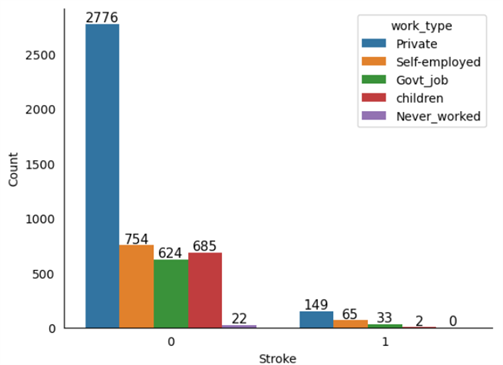 2776
work_type
Private
Self-employed
Govt_job
children
Never_worked
2500
2000
1500
1000
500
0
Count
754
624
685
22
149
65
33
2
0
0
1
Stroke